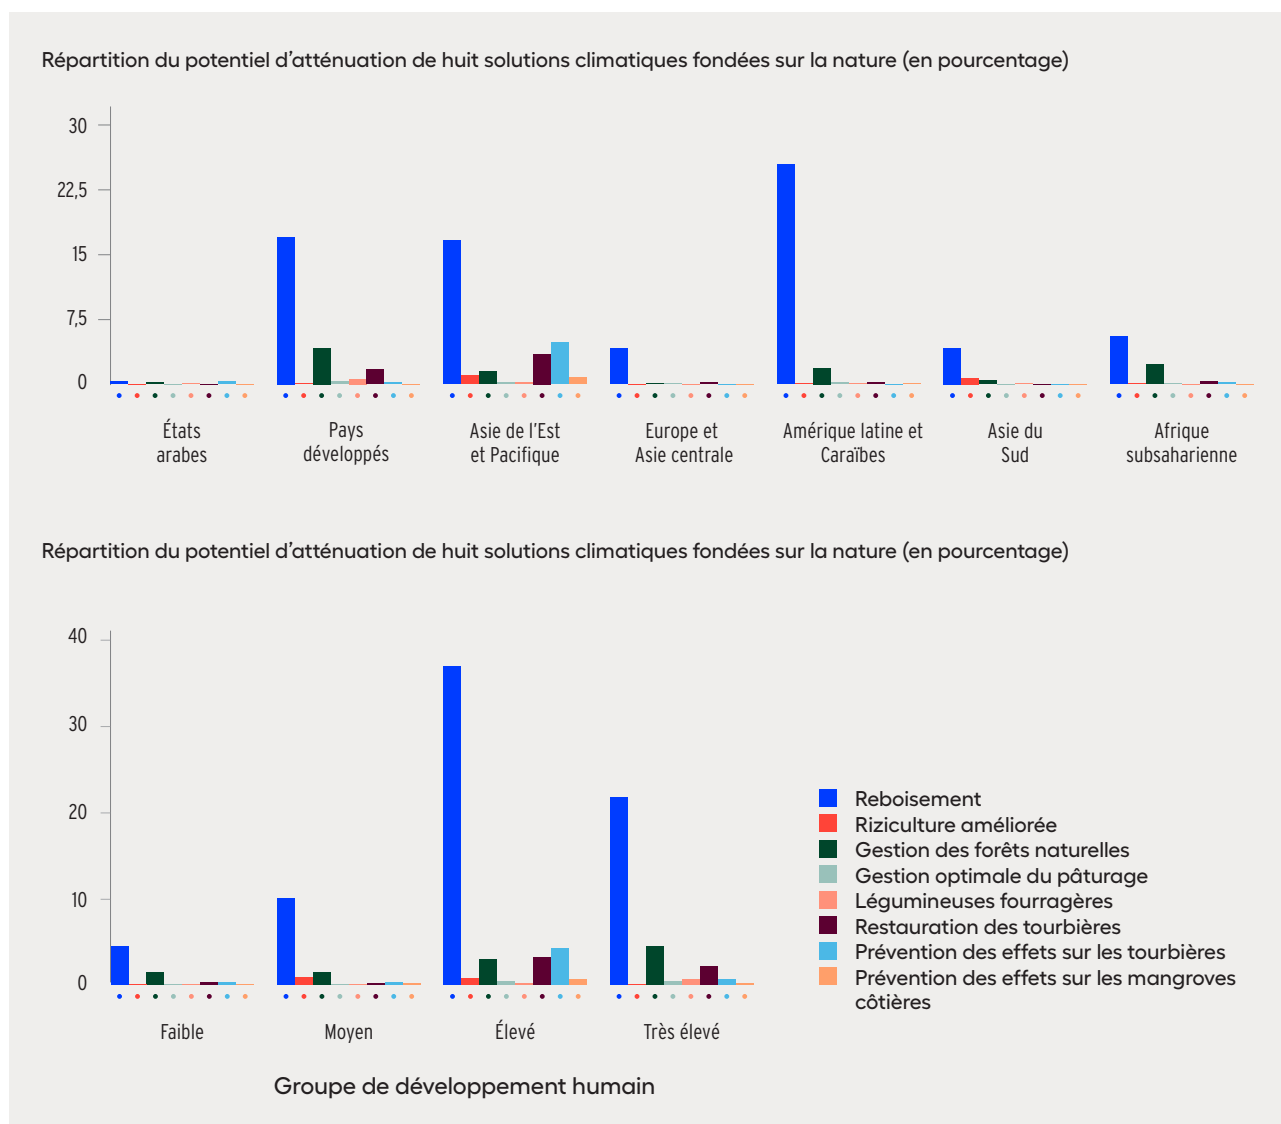 Répartition du potentiel d’atténuation de huit solutions climatiques fondées sur la nature (en pourcentage)
30
22,5
15
7,5
0
États
arabes
Pays
développés
Asie de l’Est
et Pacifique
Europe et
Asie centrale
Amérique latine et
Caraïbes
Asie du
Sud
Afrique
subsaharienne
Répartition du potentiel d’atténuation de huit solutions climatiques fondées sur la nature (en pourcentage)
40
30
20
10
0
Faible
Moyen
Élevé
Très élevé
Groupe de développement humain
Reboisement
Riziculture améliorée
Gestion des forêts naturelles
Gestion optimale du pâturage
Légumineuses fourragères
Restauration des tourbières
Prévention des effets sur les tourbières
Prévention des effets sur les mangroves
côtières